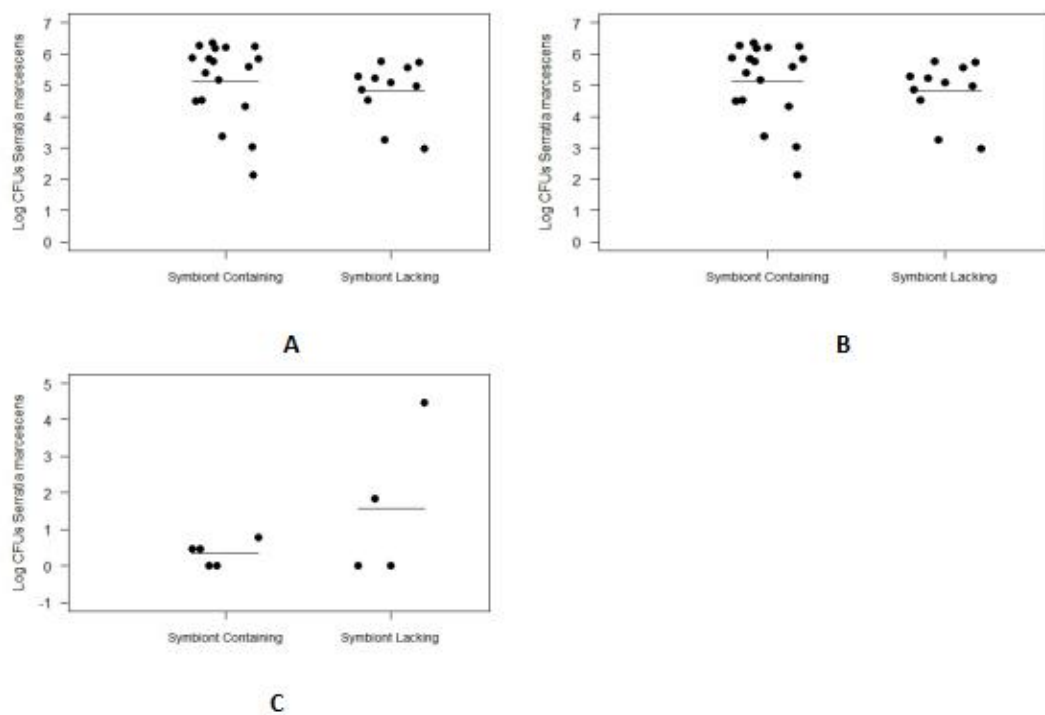 Log CFUs Serratia marcescens
7
6
5
4
3
2
1
0
Symbiont Containing Symbiont Lacking
A
Log CFUs Serratia marcescens
7
6
5
4
3
2
1
0
Symbiont Containing Symbiont Lacking
B
Log CFUs Serratia marcescens
5
4
3
2
1
0
-1
Symbiont Containing Symbiont Lacking
C